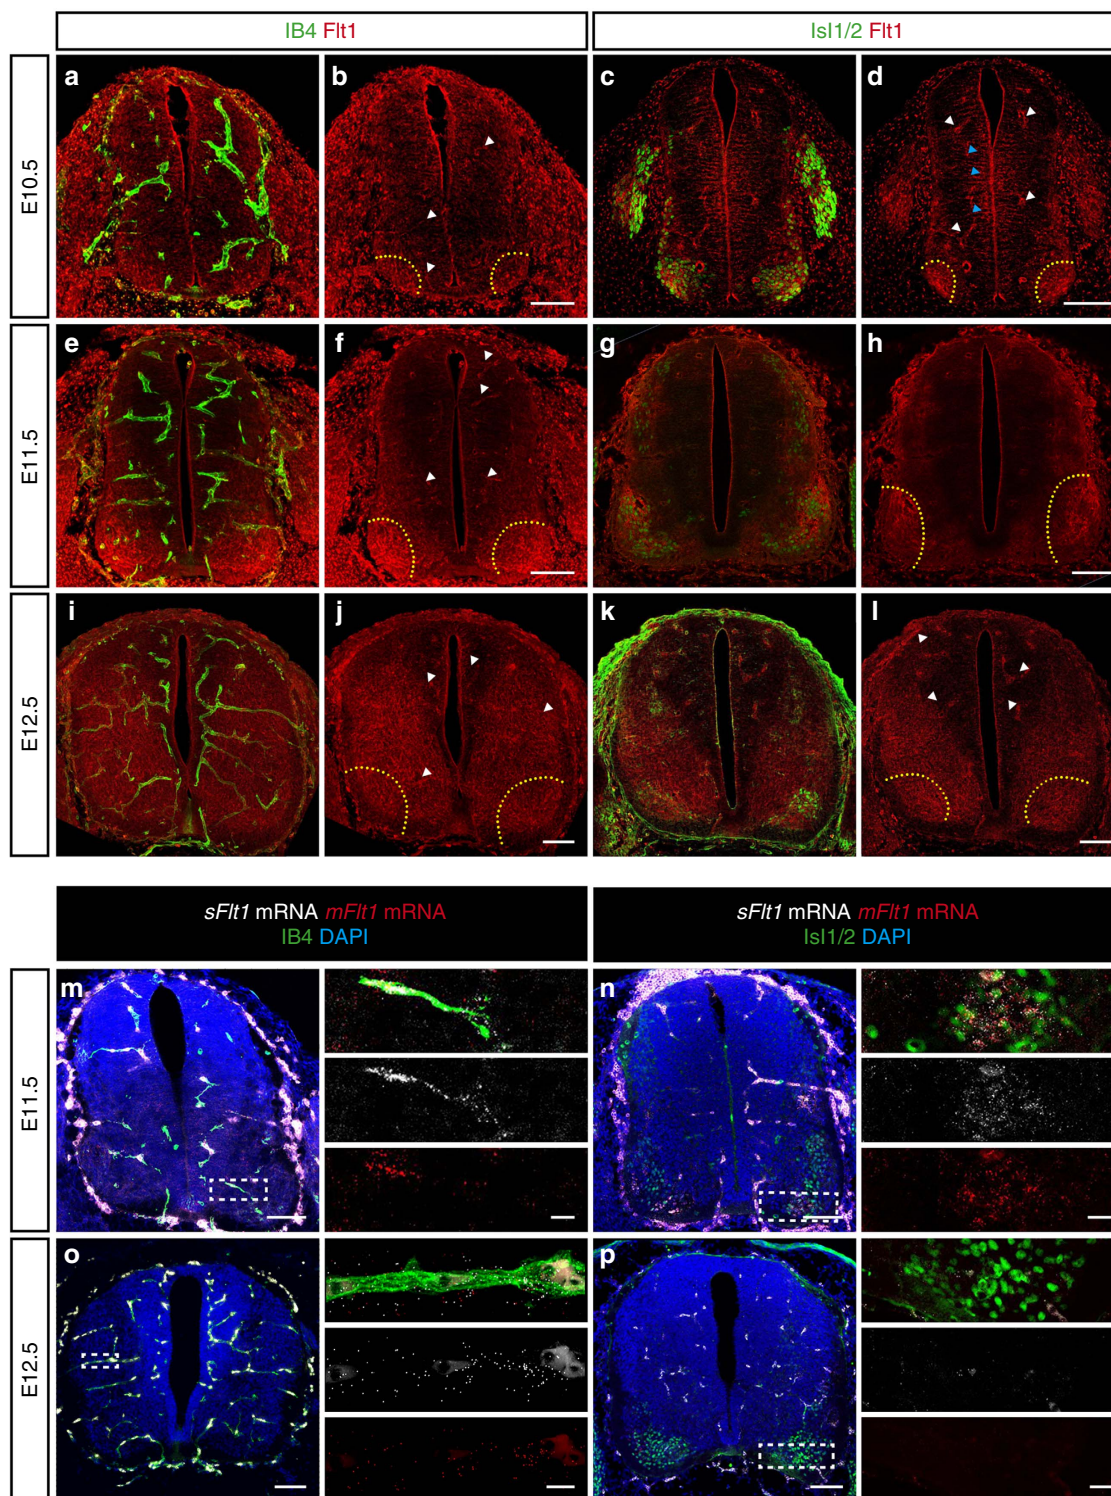 IB4 Flt1
Isl1/2 Flt1
E10.5
a
b
c
d
E11.5
e
f
g
h
E12.5
i
j
k
l
sFlt1 mRNA mFlt1 mRNA
IB4 DAPI
sFlt1 mRNA mFlt1 mRNA
Isl1/2 DAPI
E11.5
m
n
E12.5
o
p